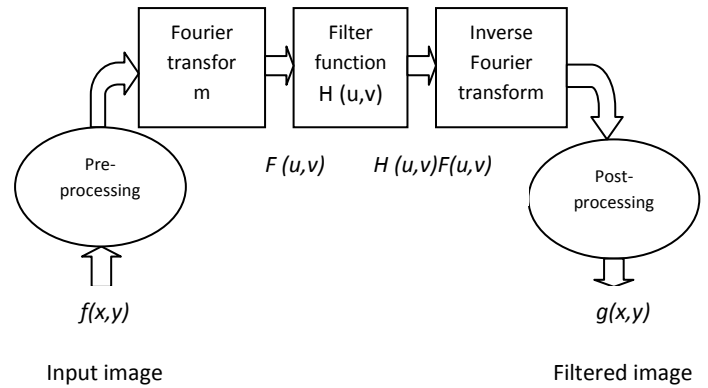 Fourier
transfor
m
Filter
function
H (u,v)
Inverse
Fourier
transform
Pre-
processing
F (u,v)
H (u,v)F(u,v)
Post-
processing
f(x,y)
g(x,y)
Input image
Filtered image